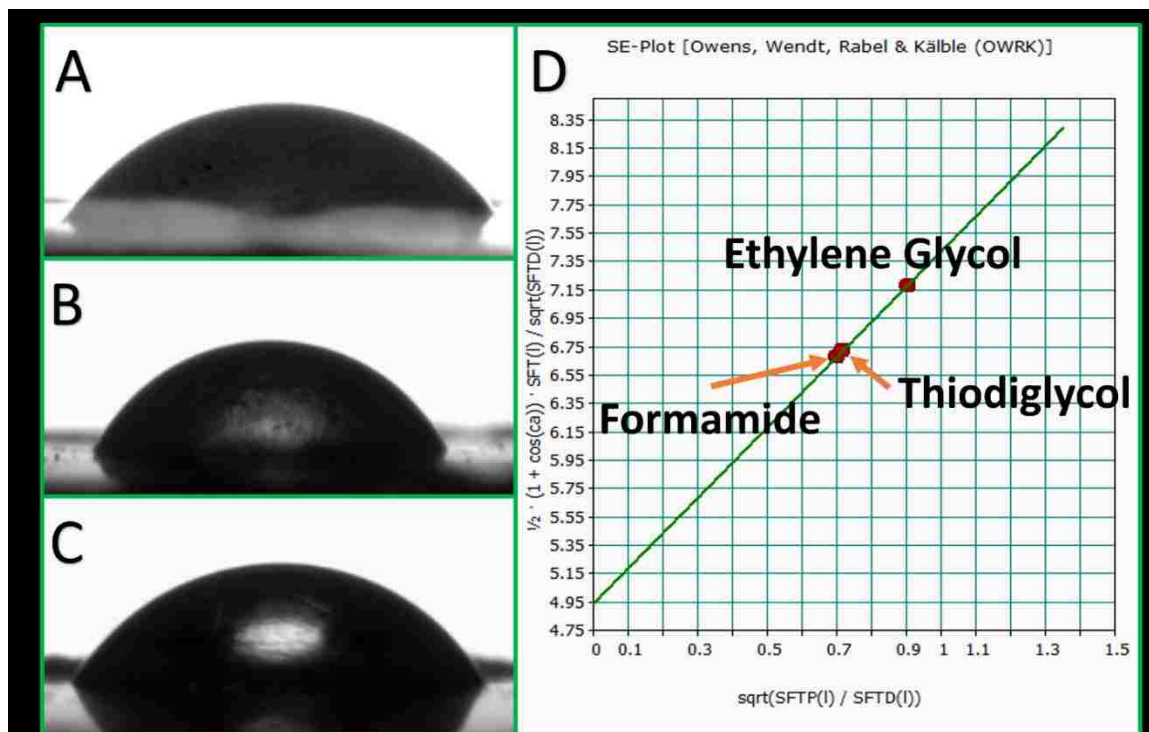 A
B
C
D
SE-Plot [Owens, Wendt, Rabel & Kälble (OWRK)]
½ · (1 + cos(ca)) · SFT(l) / sqrt(SFTD(l))
8.35
8.15
7.95
7.75
7.55
7.35
7.15
6.95
6.75
6.55
6.35
6.15
5.95
5.75
5.55
5.35
5.15
4.95
4.75
Ethylene Glycol
Thiodiglycol
Formamide
0 0.1 0.3 0.5 0.7 0.9 1 1.1 1.3 1.5
sqrt(SFTP(l) / SFTD(l))